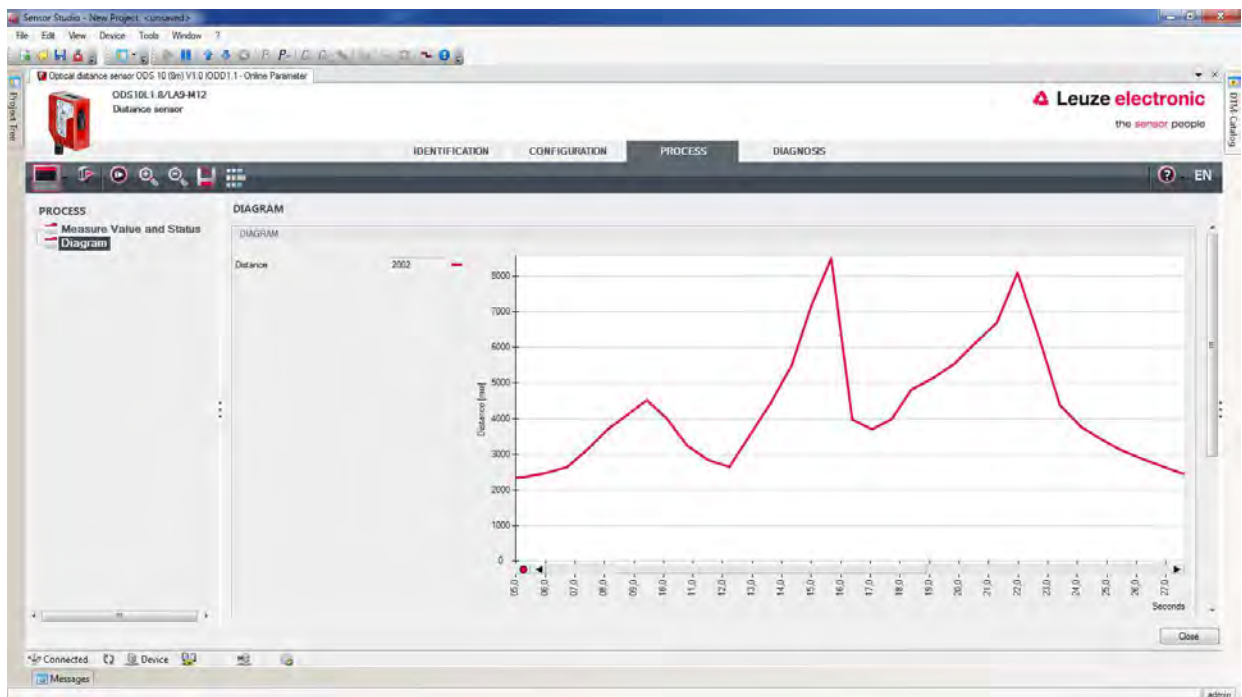 Sensor Studio - New Project. <unsaved>
File Edit View Device Tools Window ?
Optical distance sensor ODS 10 (8m) V1.0 IODD1.1 - Online Parameter
Project Tree
DTM-Catalog
ODS10L1.8/LA9-M12
Distance sensor
Leuze electronic
the sensor people
IDENTIFICATION CONFIGURATION PROCESS DIAGNOSIS
EN
PROCESS
Measure Value and Status
Diagram
DIAGRAM
DIAGRAM
Distance 2002
Distance [mm]
8000
7000
6000
5000
4000
3000
2000
1000
0
05,0 06,0 07,0 08,0 09,0 10,0 11,0 12,0 13,0 14,0 15,0 16,0 17,0 18,0 19,0 20,0 21,0 22,0 23,0 24,0 25,0 26,0 27,0
Seconds
Close
Connected Device
Messages
admin